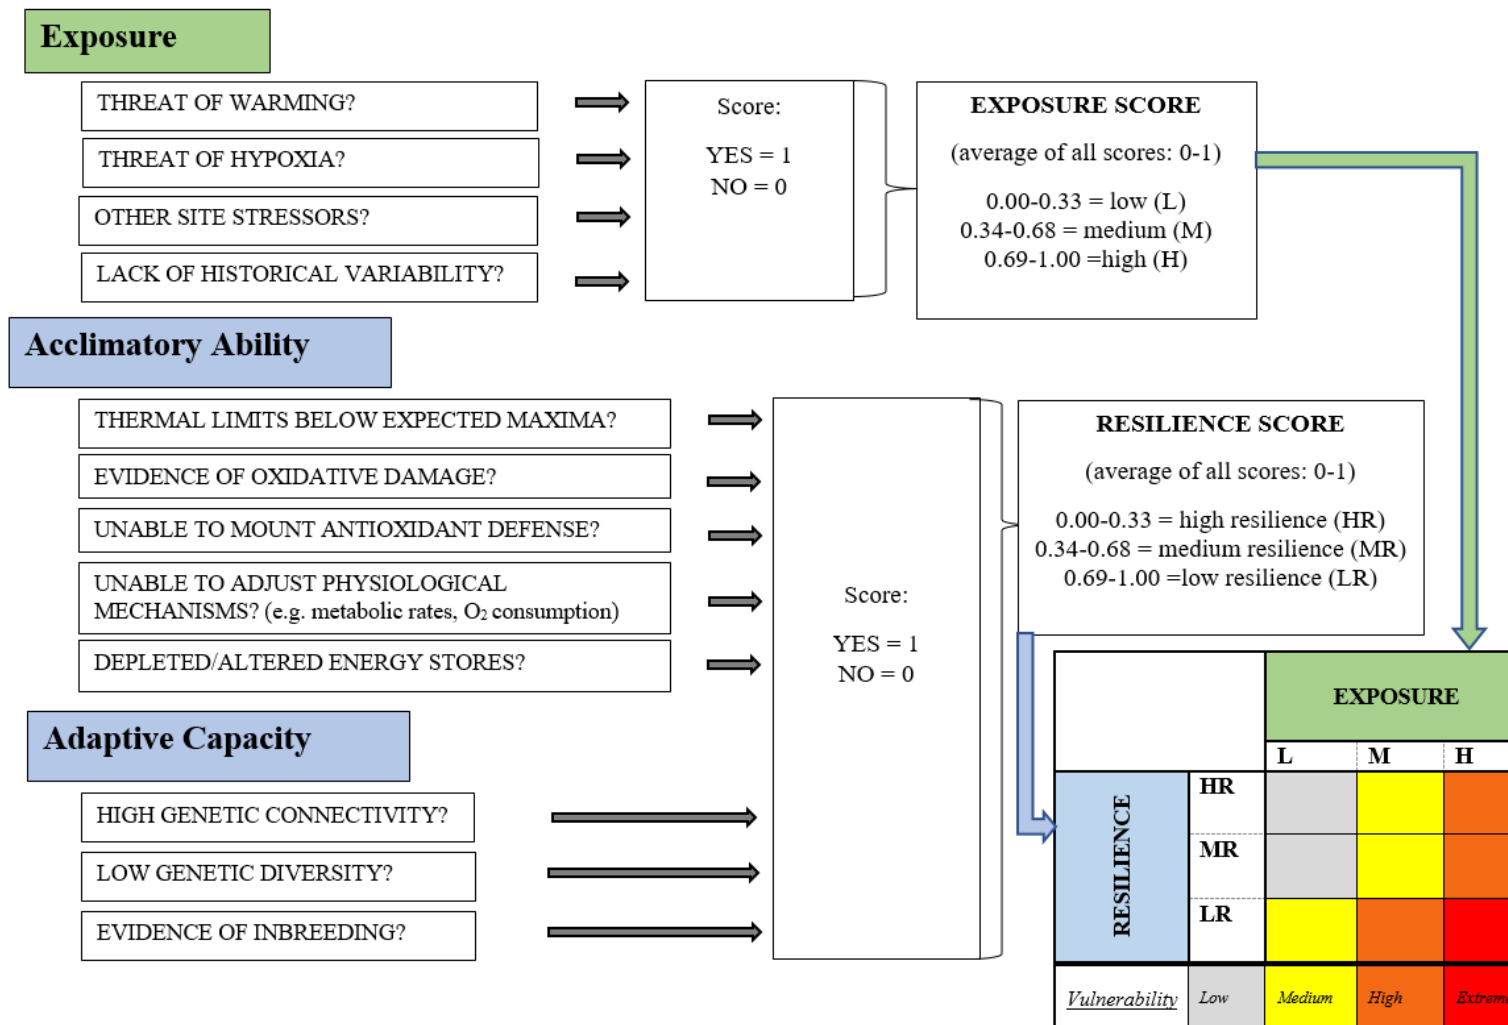 Exposure
THREAT OF WARMING?
THREAT OF HYPOXIA?
OTHER SITE STRESSORS?
LACK OF HISTORICAL VARIABILITY?
Score:
YES = 1
NO = 0
EXPOSURE SCORE
(average of all scores: 0-1)
0.00-0.33 = low (L)
0.34-0.68 = medium (M)
0.69-1.00 =high (H)
Acclimatory Ability
THERMAL LIMITS BELOW EXPECTED MAXIMA?
EVIDENCE OF OXIDATIVE DAMAGE?
UNABLE TO MOUNT ANTIOXIDANT DEFENSE?
UNABLE TO ADJUST PHYSIOLOGICAL
MECHANISMS? (e.g. metabolic rates, O₂ consumption)
DEPLETED/ALTERED ENERGY STORES?
Adaptive Capacity
HIGH GENETIC CONNECTIVITY?
LOW GENETIC DIVERSITY?
EVIDENCE OF INBREEDING?
Score:
YES = 1
NO = 0
RESILIENCE SCORE
(average of all scores: 0-1)
0.00-0.33 = high resilience (HR)
0.34-0.68 = medium resilience (MR)
0.69-1.00 =low resilience (LR)
EXPOSURE
L M H
RESILIENCE
HR
MR
LR
Vulnerability Low Medium High Extreme